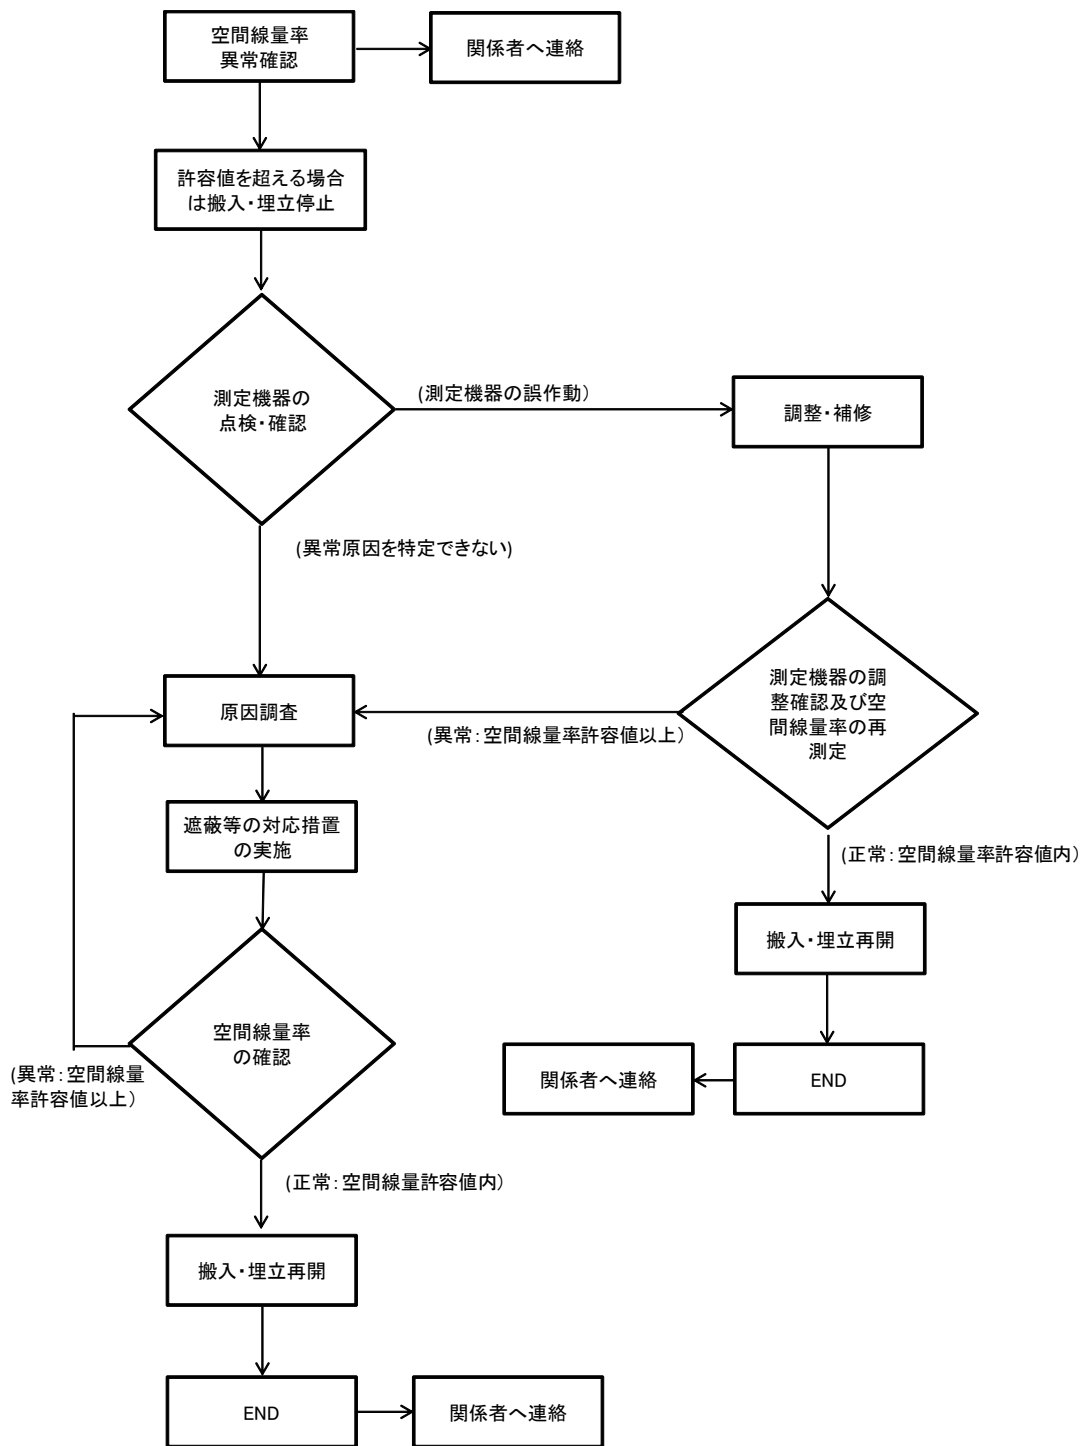 空間線量率
異常確認
関係者へ連絡
許容値を超える場合
は搬入・埋立停止
測定機器の
点検・確認
(測定機器の誤作動)
調整・補修
(異常原因を特定できない)
測定機器の調
整確認及び空
間線量率の再
測定
原因調査
(異常：空間線量率許容値以上)
遮蔽等の対応措置
の実施
(正常：空間線量率許容値内)
搬入・埋立再開
空間線量率
の確認
(異常：空間線量
率許容値以上)
関係者へ連絡
END
(正常：空間線量許容値内)
搬入・埋立再開
END
関係者へ連絡